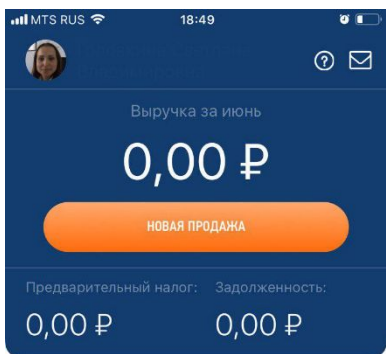 MTS RUS 18:49
Выручка за июнь
0,00 ₽
НОВАЯ ПРОДАЖА
Предварительный налог: Задолженность:
0,00 ₽ 0,00 ₽